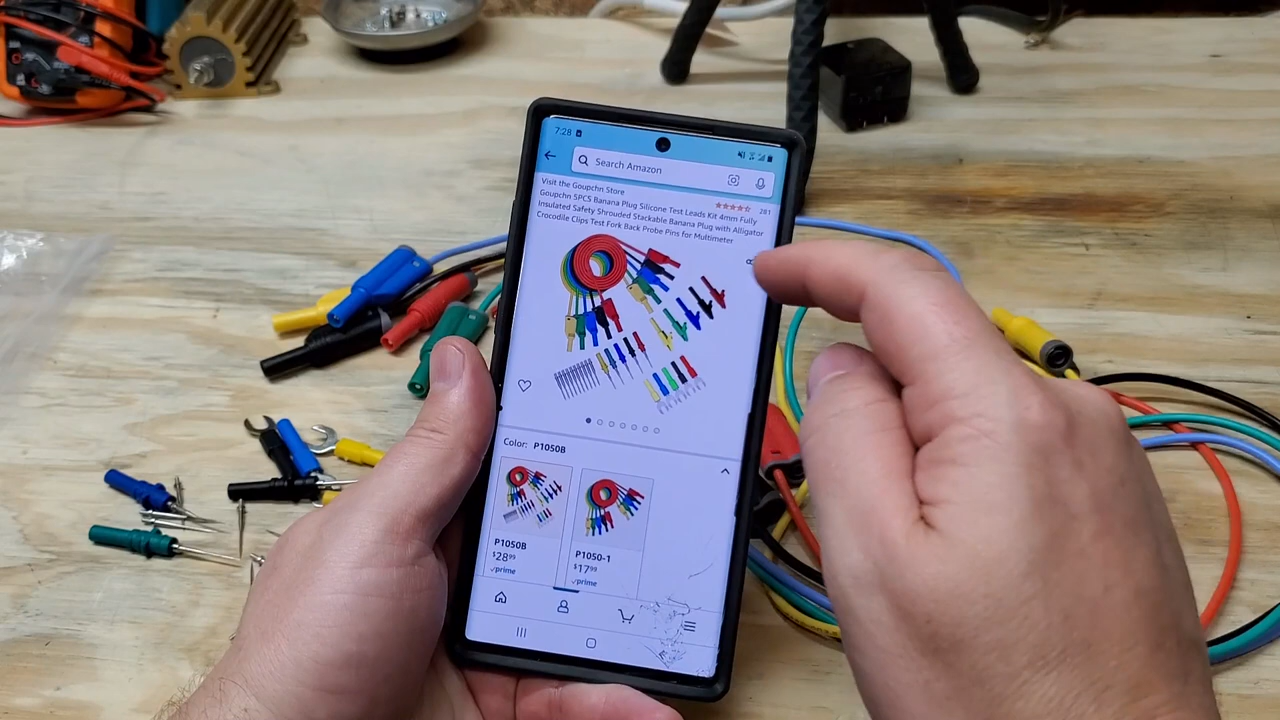 7:28
Search Amazon
Visit the Goupchn Store
281
Goupchn 5PCS Banana Plug Silicone Test Leads Kit 4mm Fully
Insulated Safety Shrouded Stackable Banana Plug with Alligator
Crocodile Clips Test Fork Back Probe Pins for Multimeter
Color: P1050B
P1050B
$28.99
prime
P1050-1
$17.99
prime